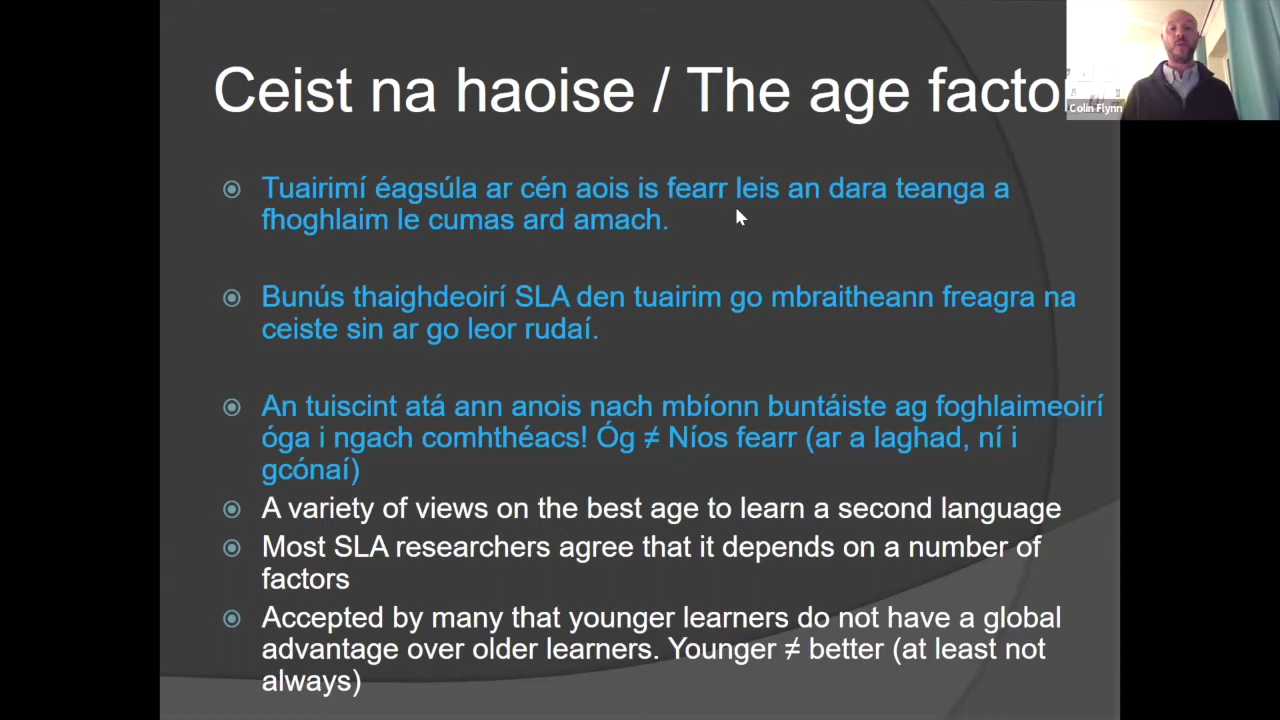 Ceist na haoise / The age facto
Colin Flynn
Tuairimí éagsúla ar cén aois is fearr leis an dara teanga a
fhoghlaim le cumas ard amach.
Bunús thaighdeoirí SLA den tuairim go mbraitheann freagra na
ceiste sin ar go leor rudaí.
An tuiscint atá ann anois nach mbíonn buntáiste ag foghlaimeoirí
óga i ngach comhthéacs! Óg ≠ Níos fearr (ar a laghad, ní i
gcónaí)
A variety of views on the best age to learn a second language
Most SLA researchers agree that it depends on a number of
factors
Accepted by many that younger learners do not have a global
advantage over older learners. Younger ≠ better (at least not
always)